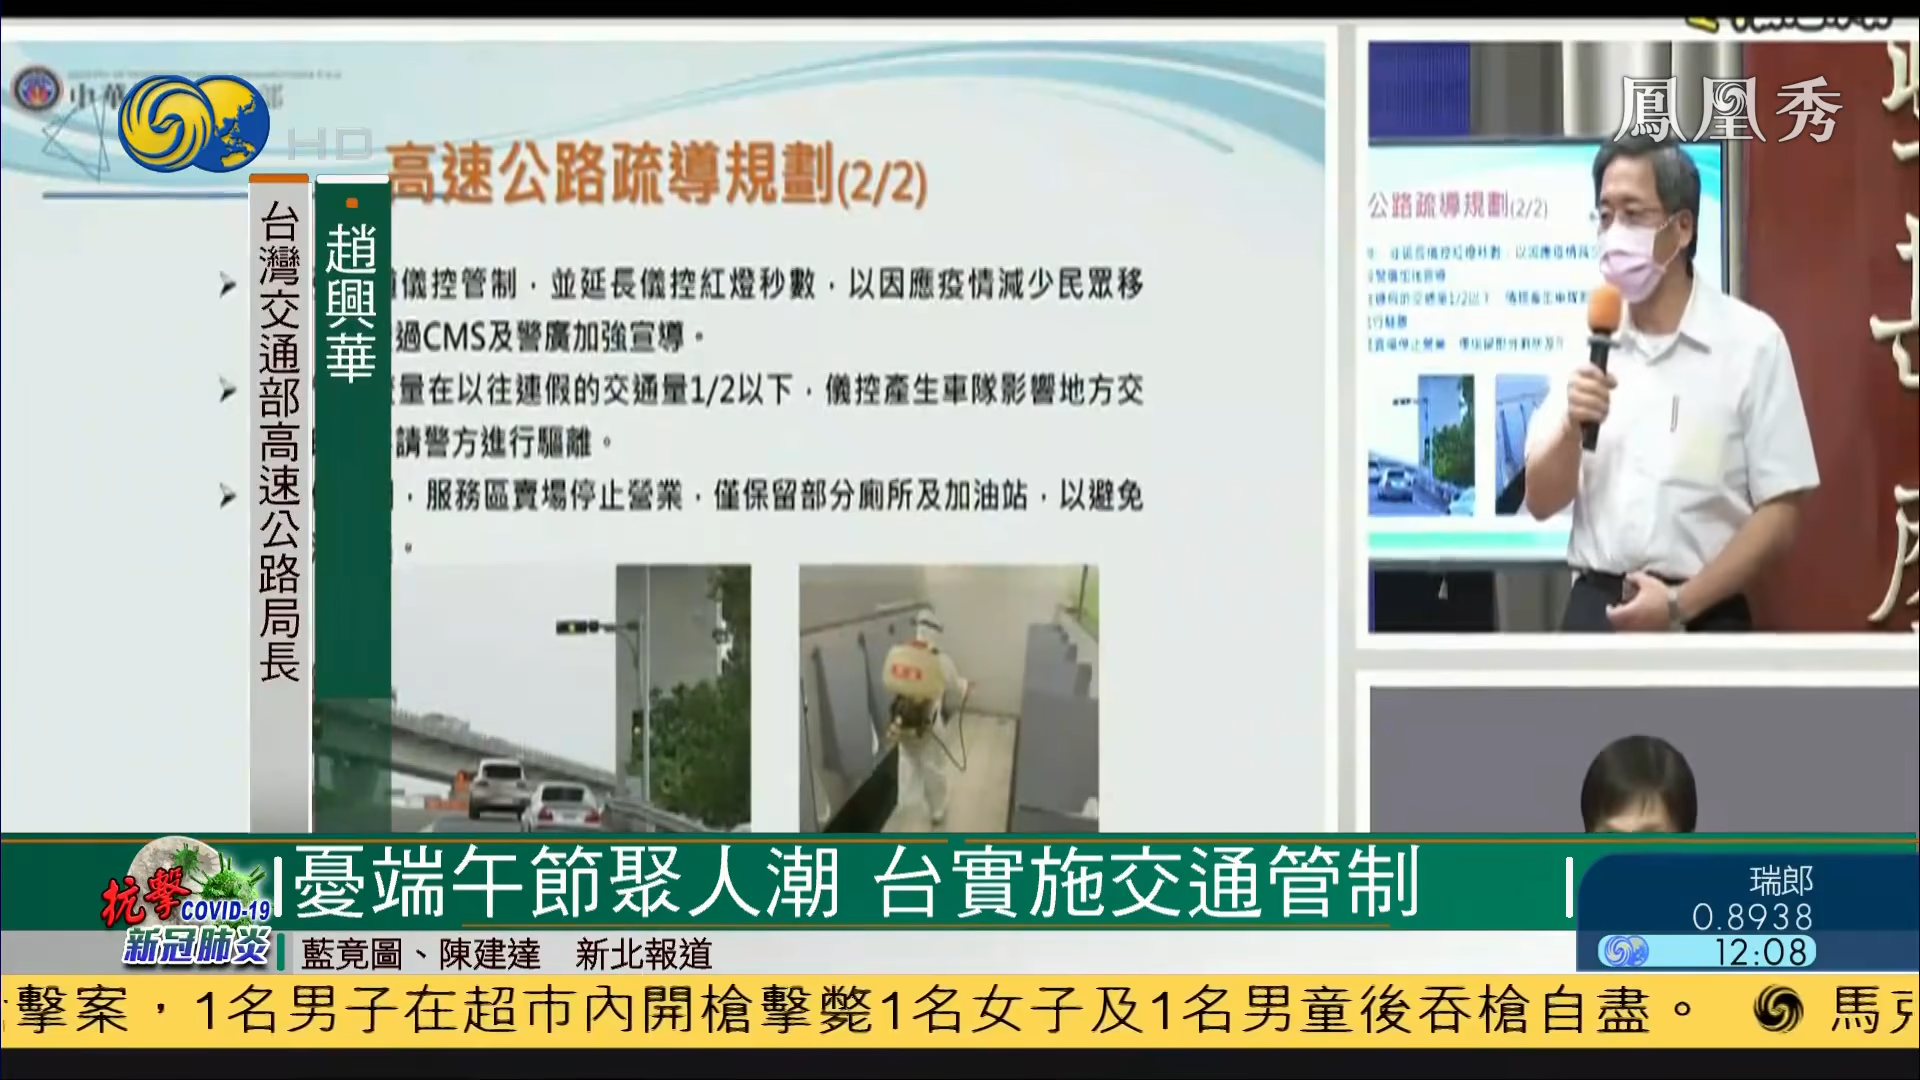 鳳凰秀
HD
高速公路疏導規劃(2/2)
儀控管制，並延長儀控紅燈秒數，以因應疫情減少民眾移
過CMS及警廣加強宣導。
量在以往連假的交通量1/2以下，儀控產生車隊影響地方交
請警方進行驅離。
，服務區賣場停止營業，僅保留部分廁所及加油站，以避免
公路疏導規劃(2/2)
趙興華
台灣交通部高速公路局長
抗擊
COVID-19
新冠肺炎
憂端午節聚人潮 台實施交通管制
藍竟圖、陳建達 新北報道
瑞郎
0.8938
12:08
擊案，1名男子在超市內開槍擊斃1名女子及1名男童後吞槍自盡。 馬